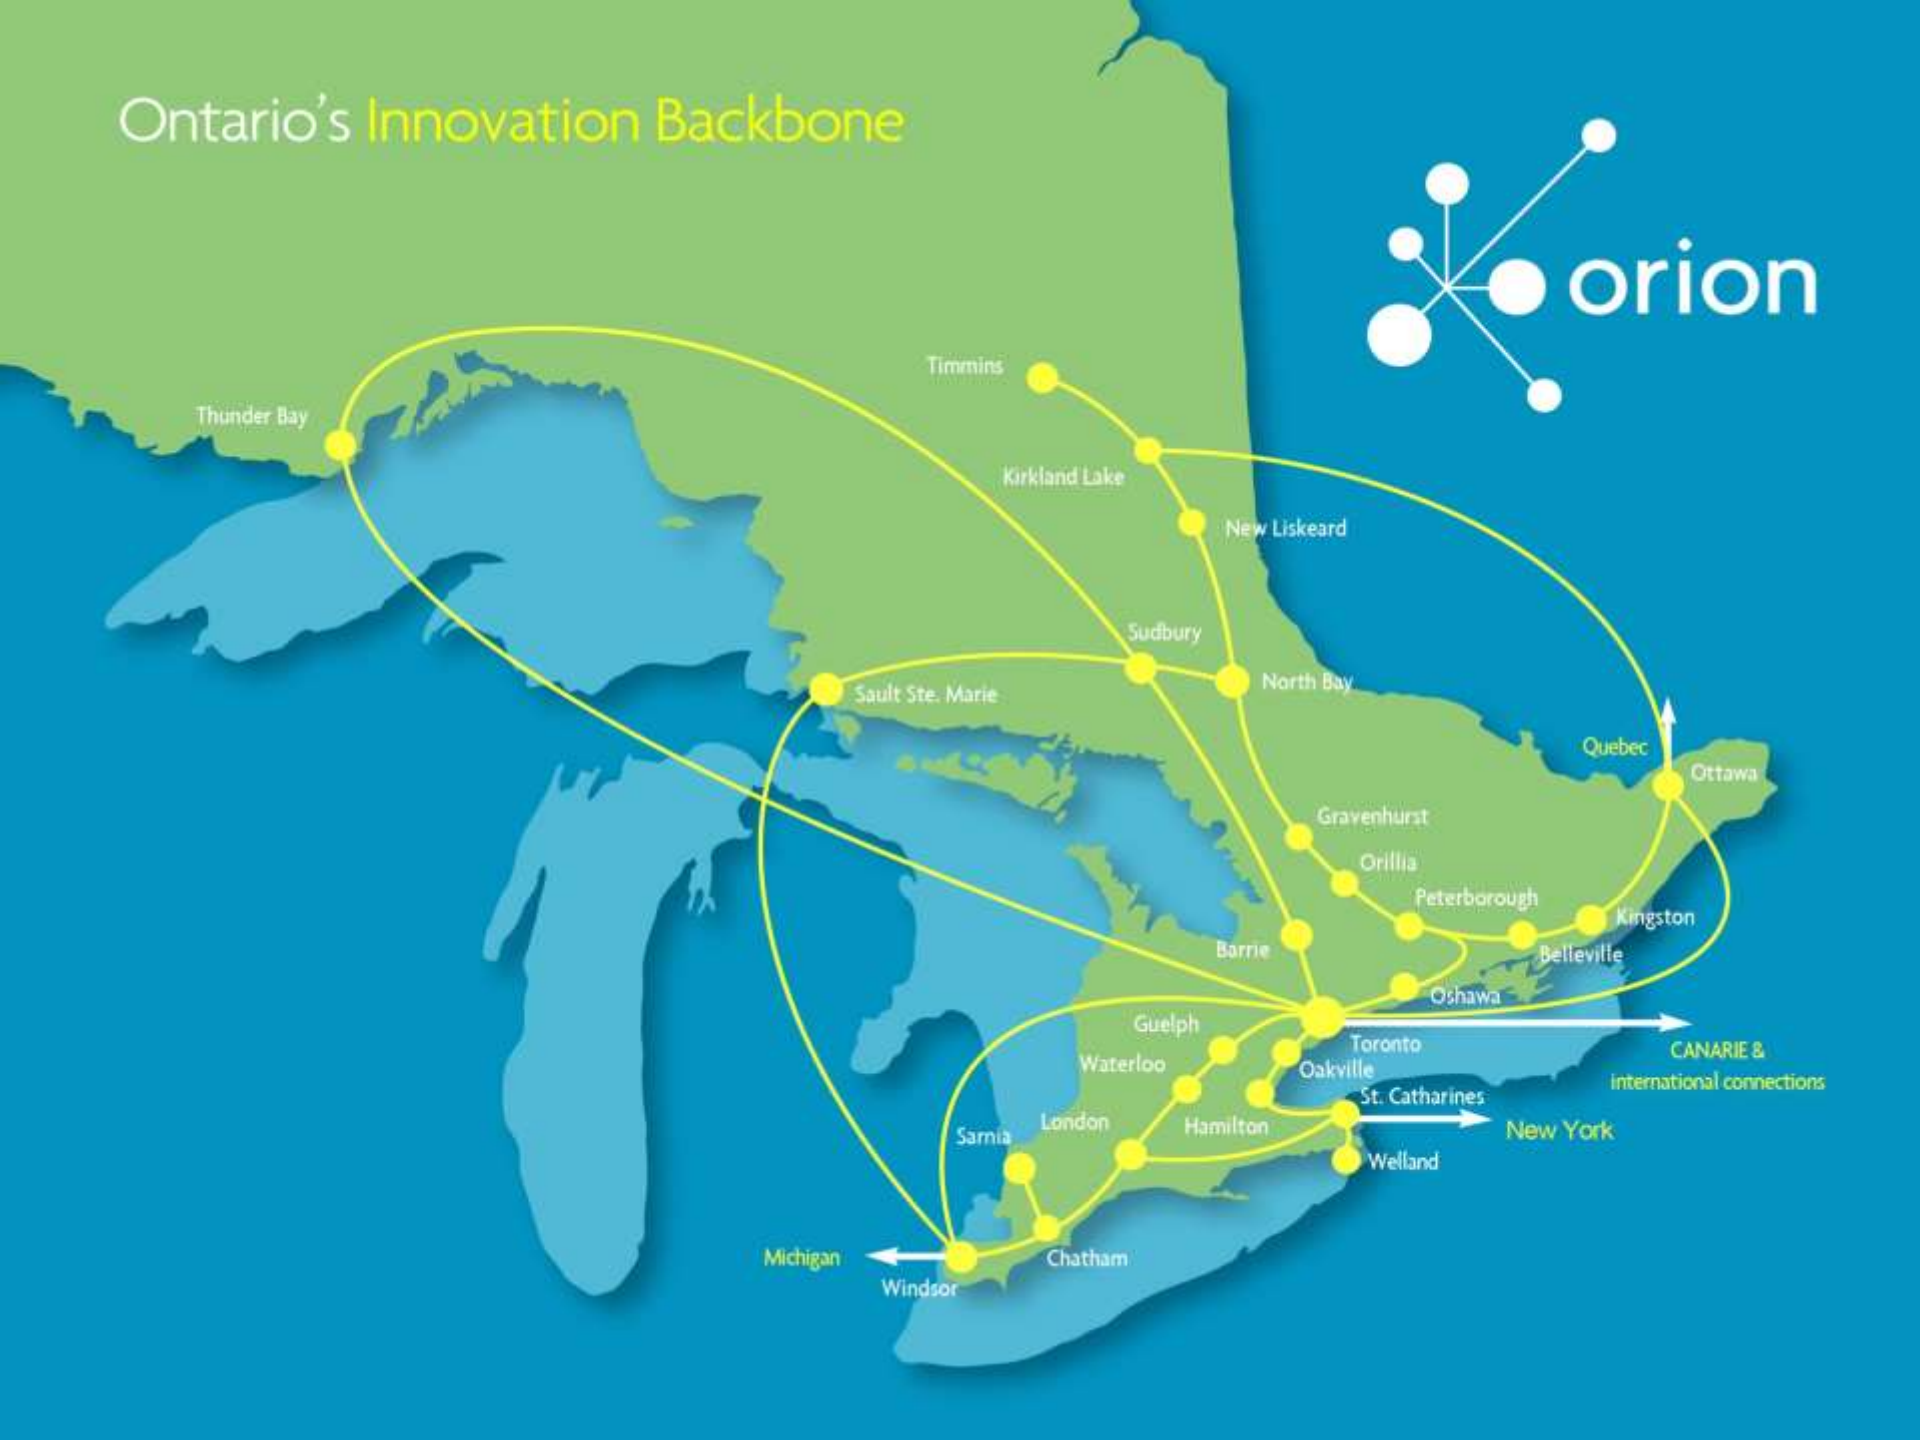 Ontario's Innovation Backbone
orion
Timmins
Thunder Bay
Kirkland Lake
New Liskeard
Sudbury
North Bay
Sault Ste. Marie
Quebec
Ottawa
Gravenhurst
Orillia
Peterborough
Kingston
Barrie
Belleville
Oshawa
Guelph
Toronto
CANARIE &
international connections
Waterloo
Oakville
St. Catharines
London
Hamilton
New York
Sarnia
Welland
Michigan
Chatham
Windsor